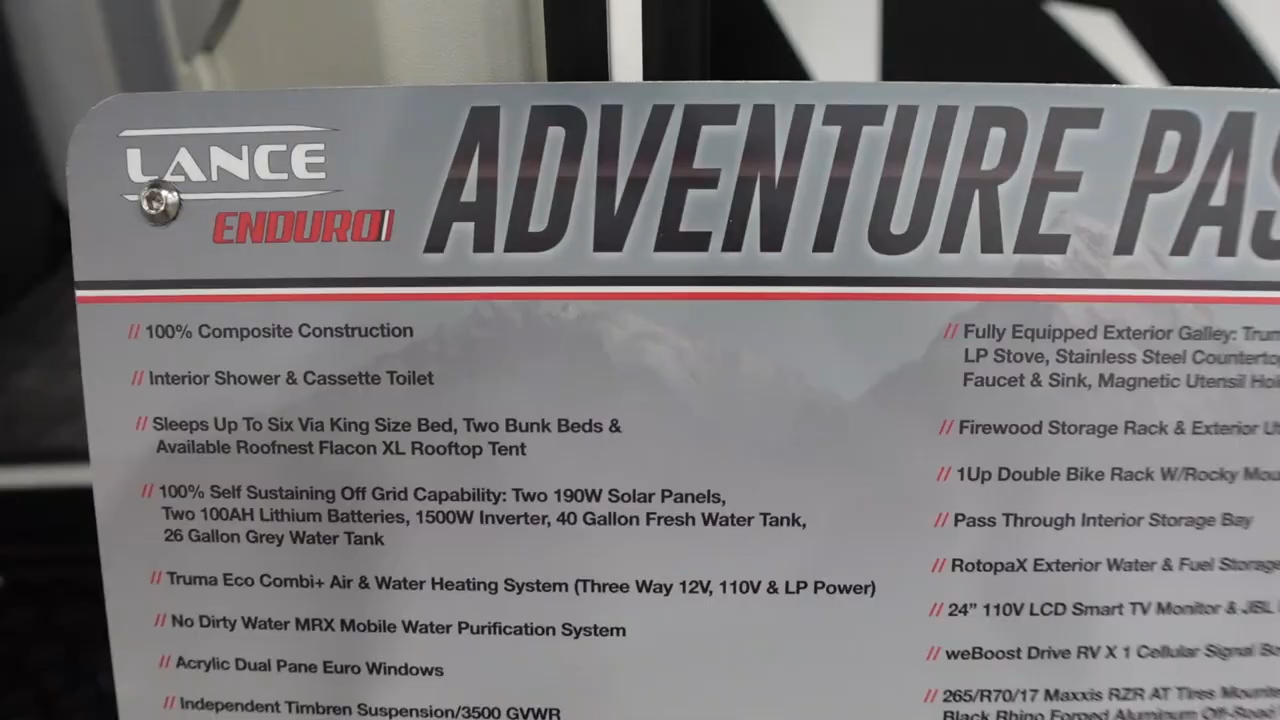 LANCE
ENDURO
ADVENTURE
// 100% Composite Construction
// Interior Shower & Cassette Toilet
// Sleeps Up To Six Via King Size Bed, Two Bunk Beds &
Available Roofnest Flacon XL Rooftop Tent
// 100% Self Sustaining Off Grid Capability: Two 190W Solar Panels,
Two 100AH Lithium Batteries, 1500W Inverter, 40 Gallon Fresh Water Tank,
26 Gallon Grey Water Tank
// Truma Eco Combi+ Air & Water Heating System (Three Way 12V, 110V & LP Power)
// No Dirty Water MRX Mobile Water Purification System
// Acrylic Dual Pane Euro Windows
// Independent Timbren Suspension/3500 GVWR
// Fully Equipped Exterior Galley:
LP Stove, Stainless Steel
Faucet & Sink, Magnetic Utensil
// Firewood Storage Rack & Exterior
// 1Up Double Bike Rack W/Rocky
// Pass Through Interior Storage Bay
// RotopaX Exterior Water & Fuel Storage
// 24” 110V LCD Smart TV Monitor & JBL
// weBoost Drive RV X 1 Cellular Signal
// 265/R70/17 Maxxis RZR AT Tires
Black Rhino Forged Aluminum